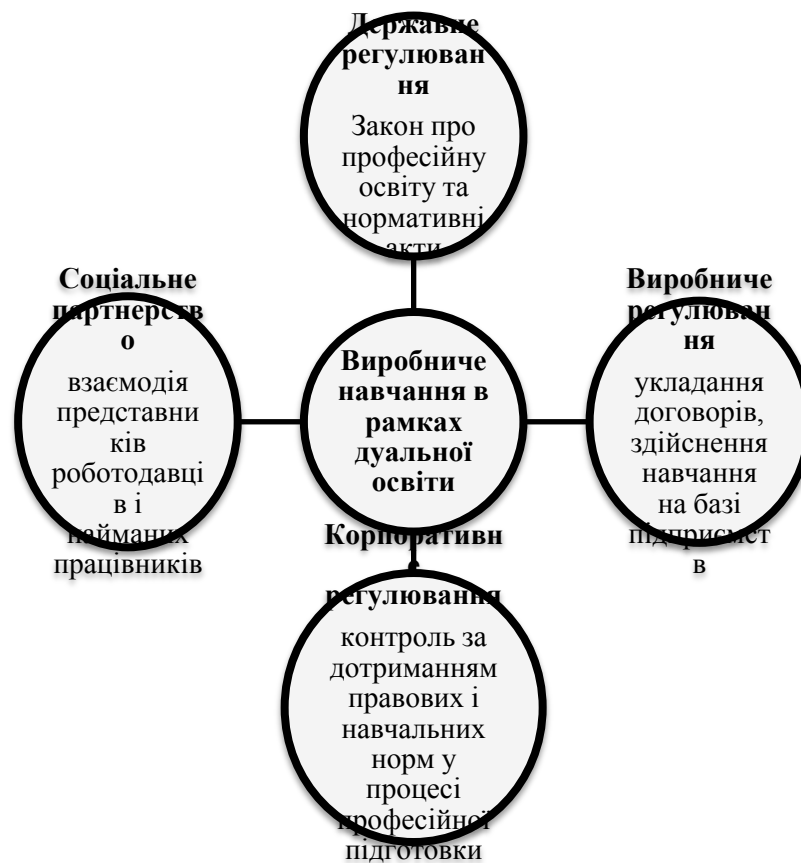 Державне
регулюван
ня
Закон про
професійну
освіту та
нормативні
акти
Соціальне
партнерств
о
взаємодія
представни
ків
роботодавці
в і
найманих
працівників
Виробниче
навчання в
рамках
дуальної
освіти
Виробниче
регулюван
ня
укладання
договорів,
здійснення
навчання
на базі
підприємст
в
Корпоративн
е
регулювання
контроль за
дотриманням
правових і
навчальних
норм у
процесі
професійної
підготовки